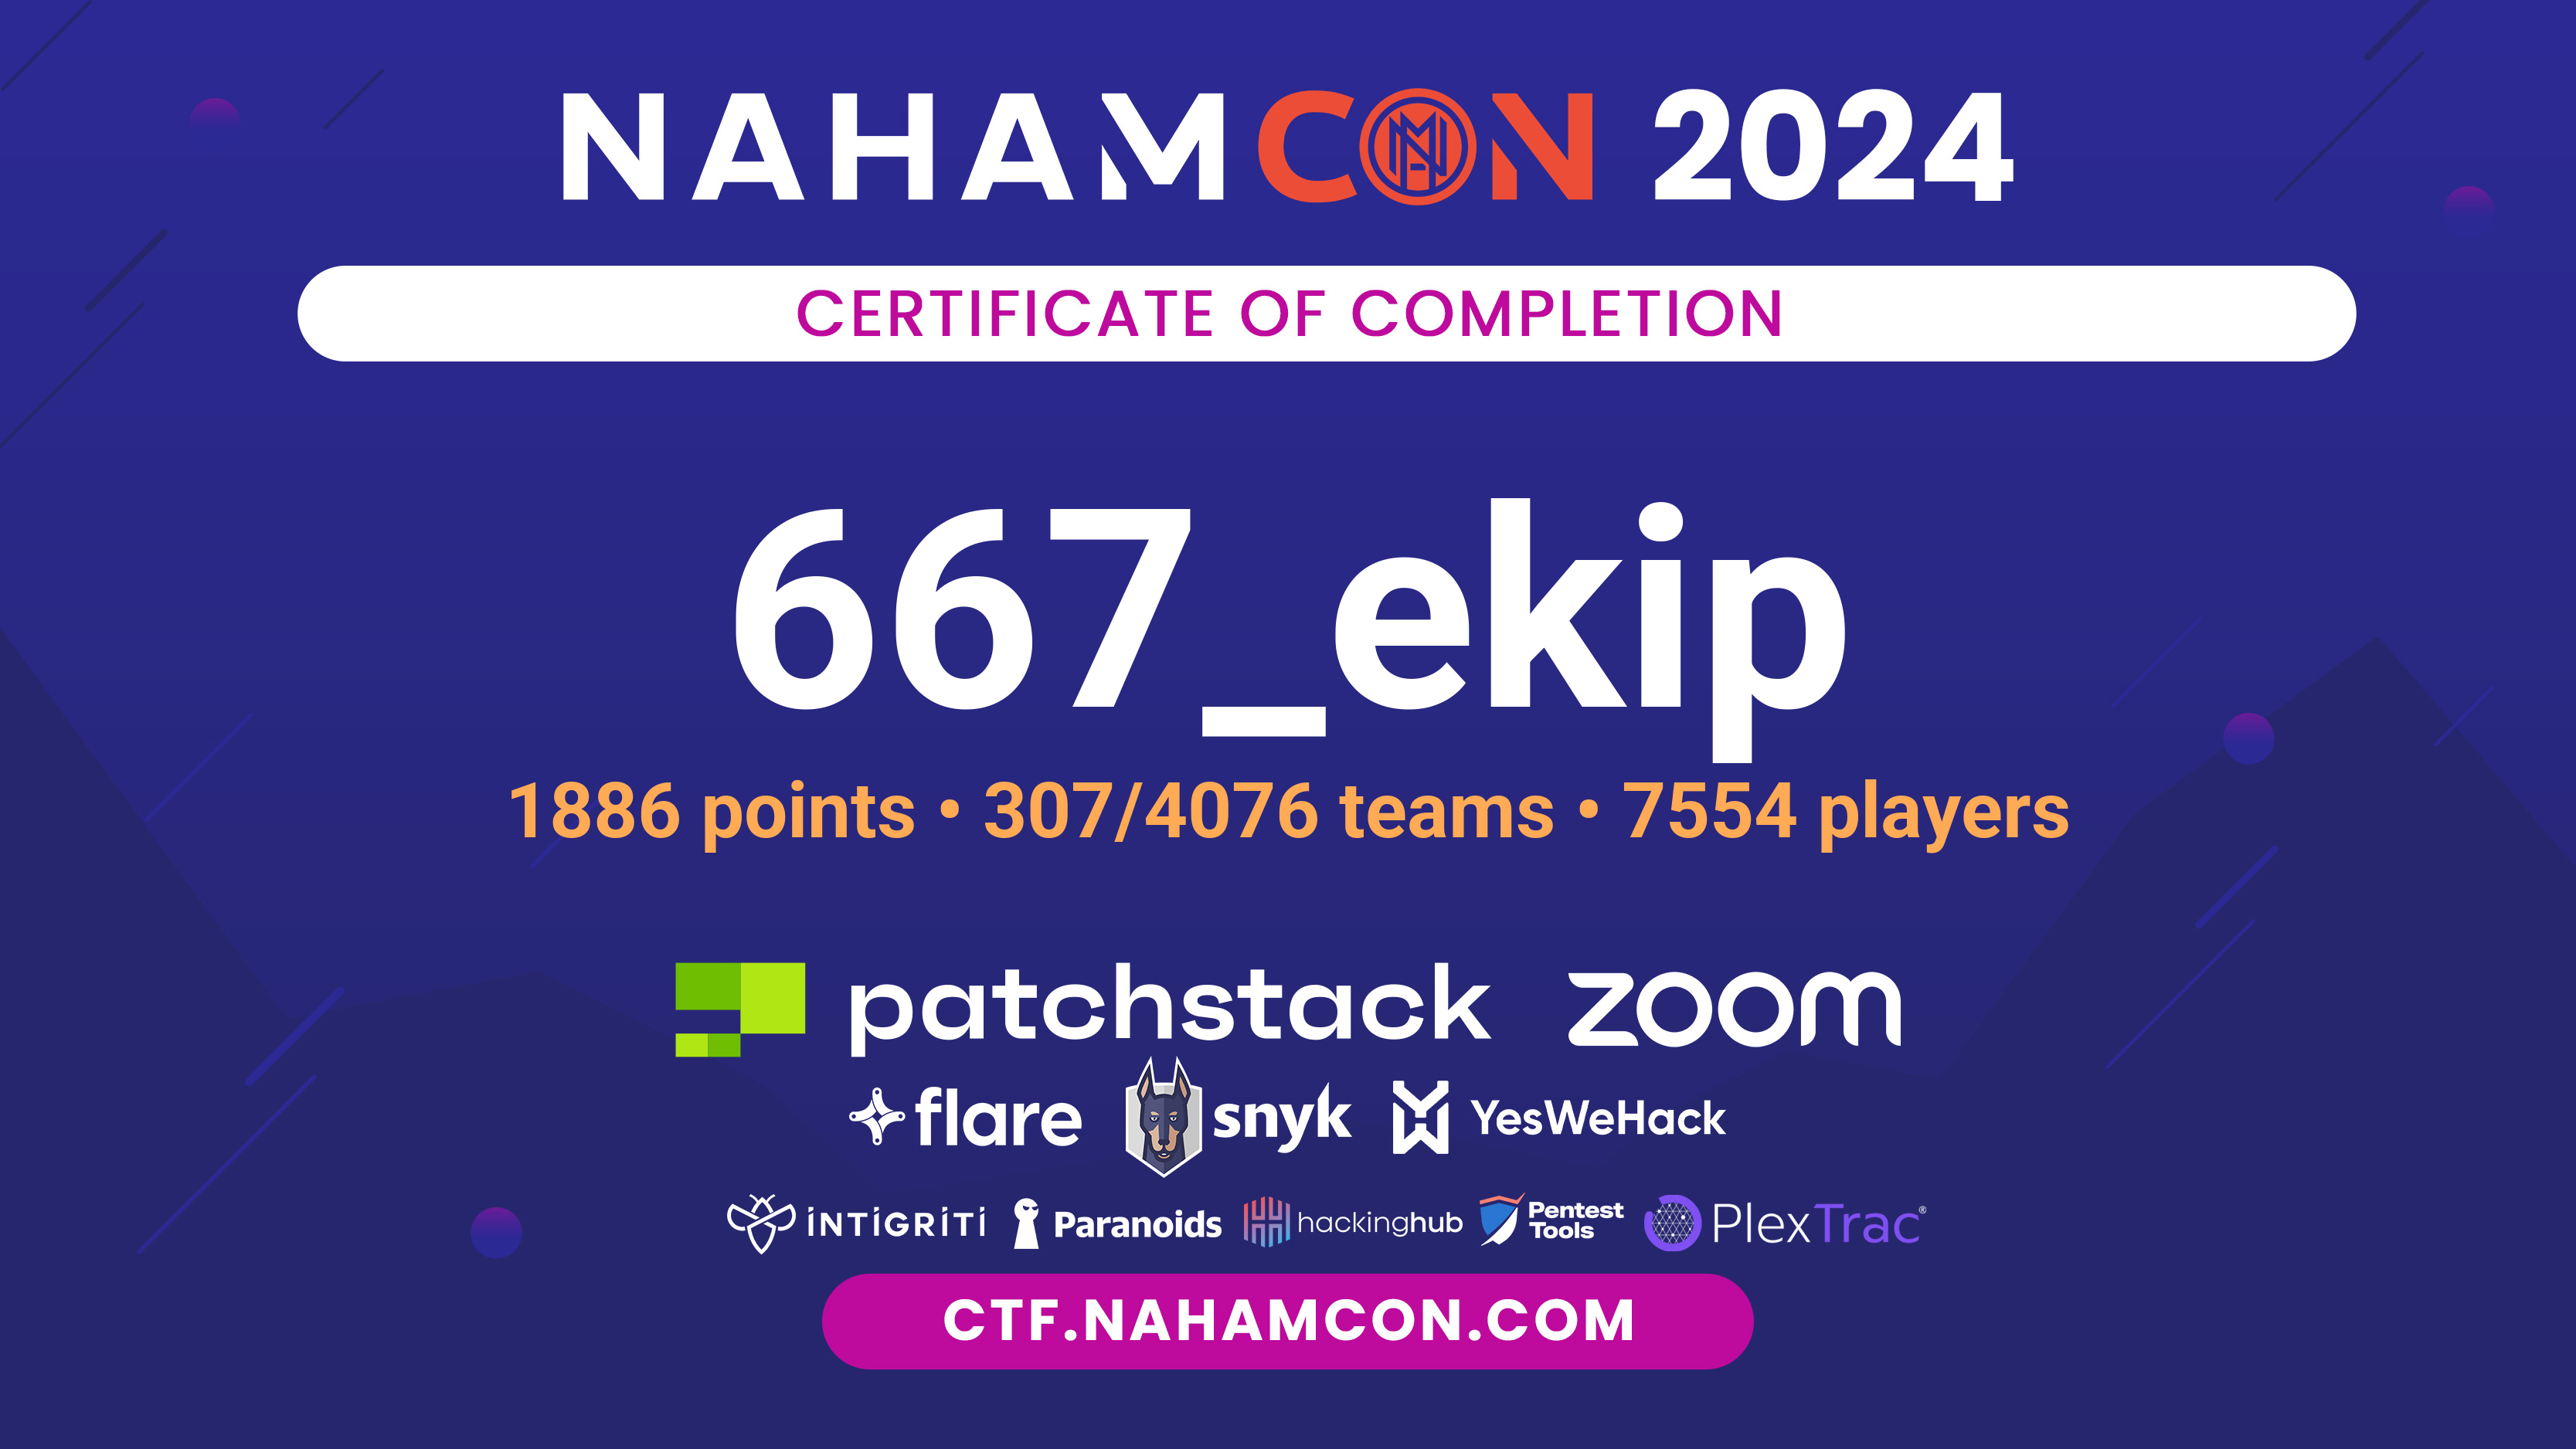 NAHAMCON 2024
CERTIFICATE OF COMPLETION
667_ekip
1886 points • 307/4076 teams • 7554 players
patchstack zoom
flare snyk YesWeHack
INTIGRITI Paranoids hackinghub Pentest Tools PlexTrac®
CTF.NAHAMCON.COM